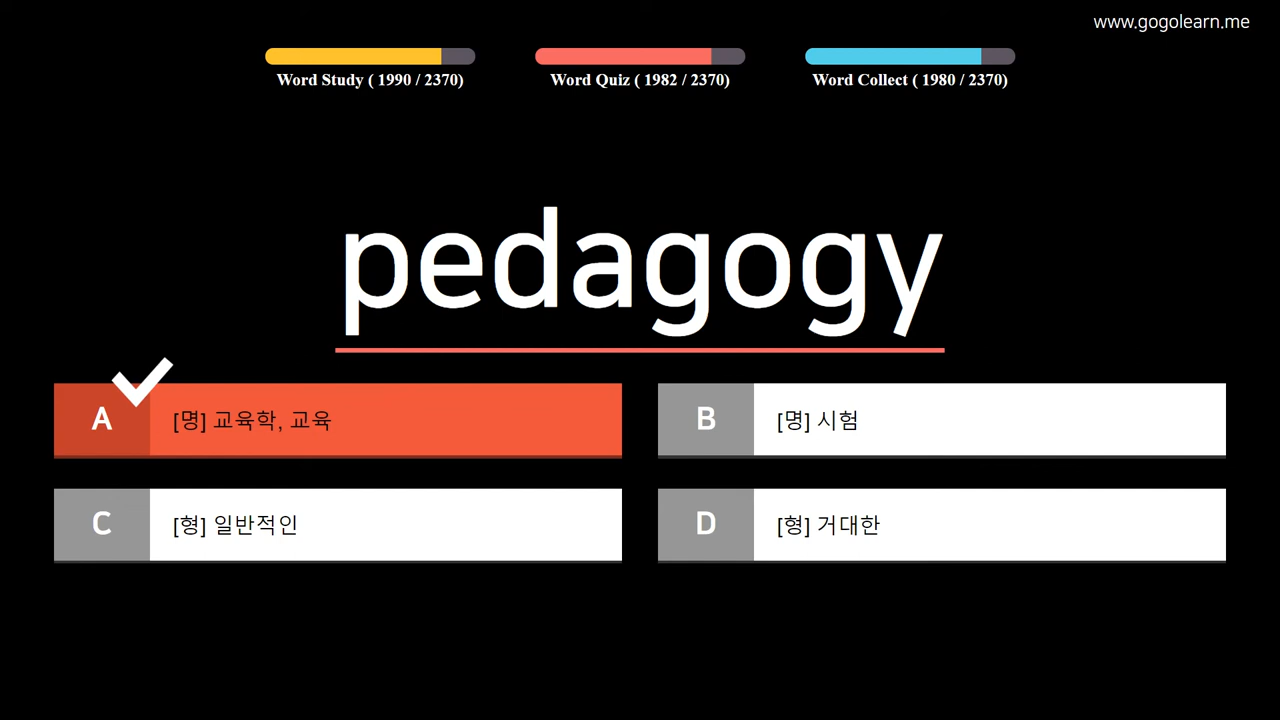 www.gogolearn.me
Word Study ( 1990 / 2370)
Word Quiz ( 1982 / 2370)
Word Collect ( 1980 / 2370)
pedagogy
A [명] 교육학, 교육
B [명] 시험
C [형] 일반적인
D [형] 거대한